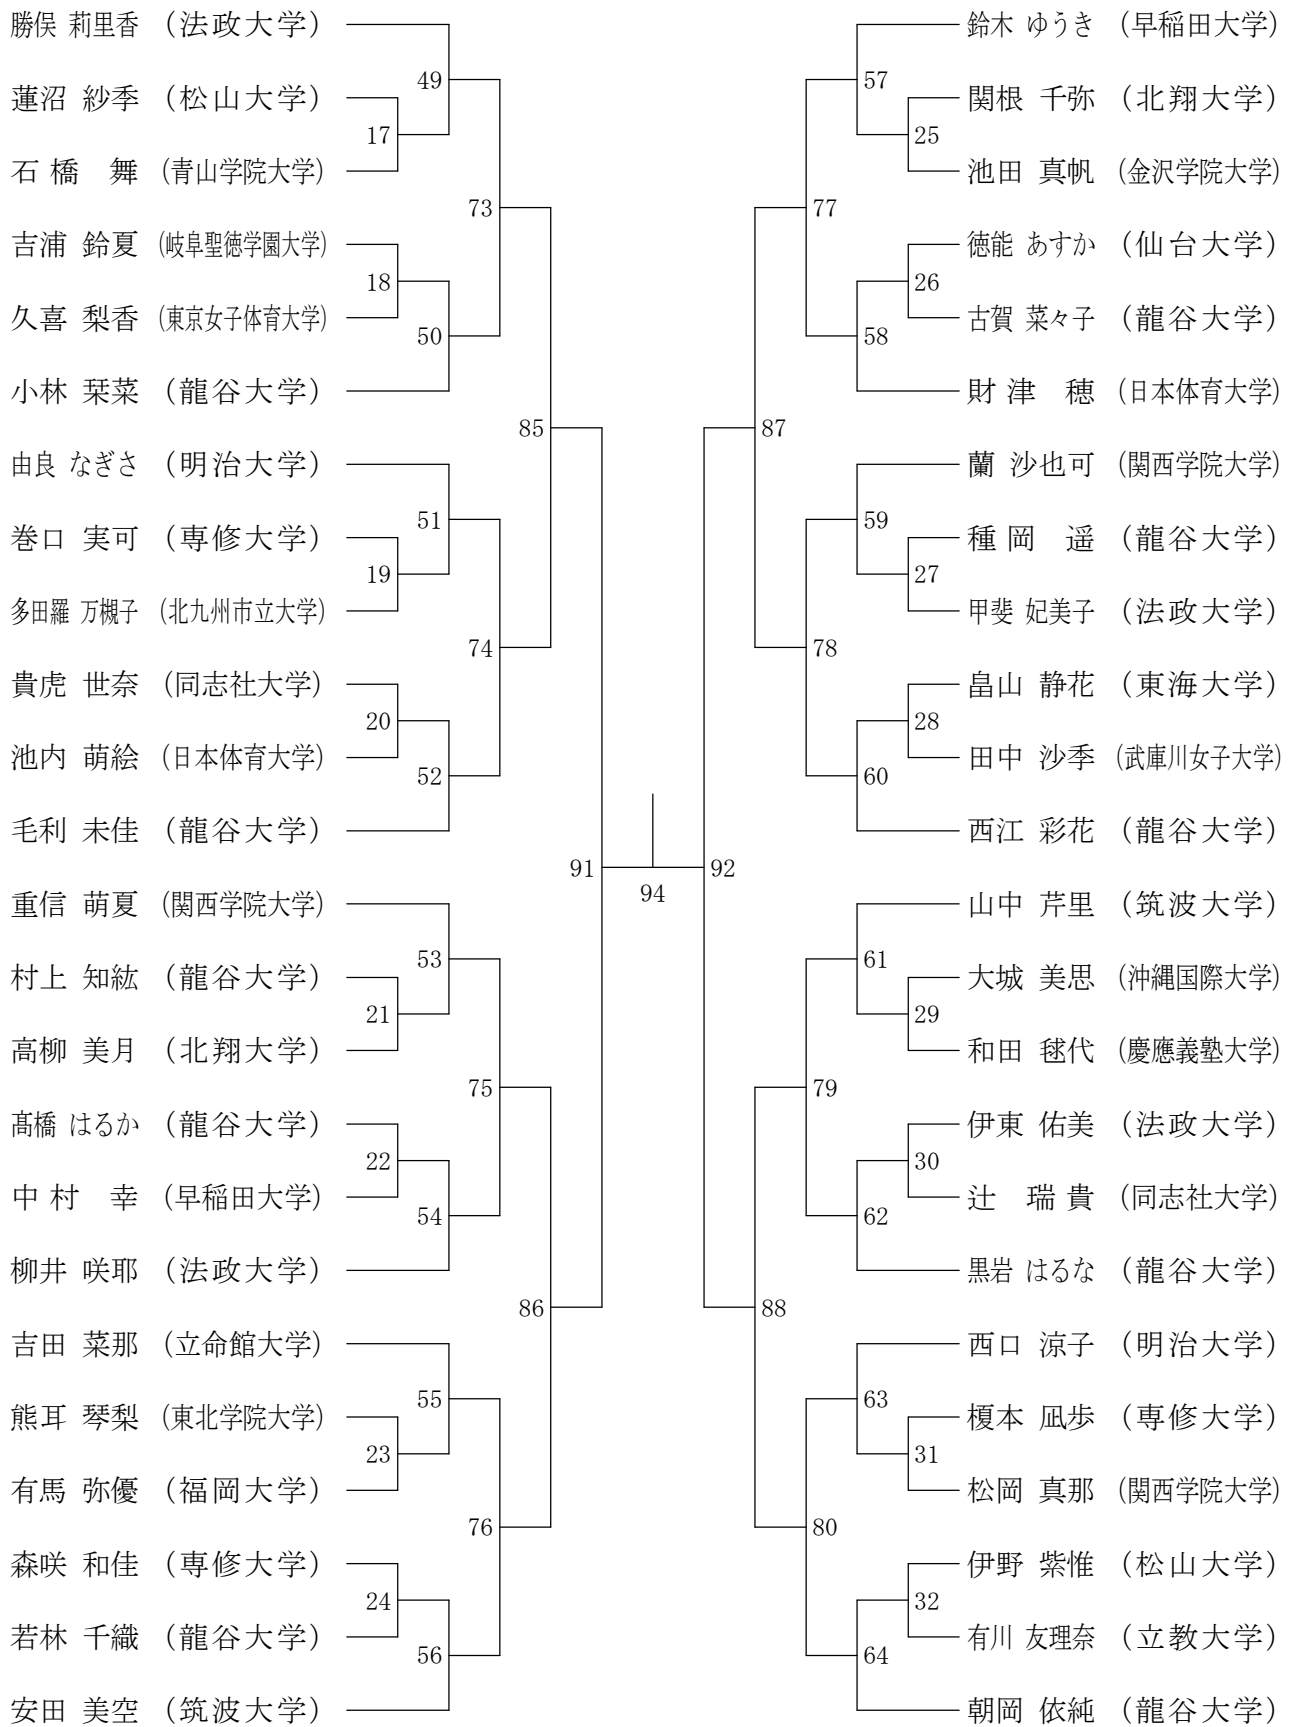 勝俣 莉里香 (法政大学)
49
蓮沼 紗季 (松山大学)
17
石橋 舞 (青山学院大学)
73
吉浦 鈴夏 (岐阜聖徳学園大学)
18
久喜 梨香 (東京女子体育大学)
50
小林 栞菜 (龍谷大学)
85
由良 なぎさ (明治大学)
51
巻口 実可 (専修大学)
19
多田羅 万槻子 (北九州市立大学)
74
貴虎 世奈 (同志社大学)
20
池内 萌絵 (日本体育大学)
52
毛利 未佳 (龍谷大学)
91
重信 萌夏 (関西学院大学)
53
村上 知紘 (龍谷大学)
21
高柳 美月 (北翔大学)
75
髙橋 はるか (龍谷大学)
22
中村 幸 (早稲田大学)
54
柳井 咲耶 (法政大学)
86
吉田 菜那 (立命館大学)
55
熊耳 琴梨 (東北学院大学)
23
有馬 弥優 (福岡大学)
76
森咲 和佳 (専修大学)
24
若林 千織 (龍谷大学)
56
安田 美空 (筑波大学)
94
鈴木 ゆうき (早稲田大学)
57
関根 千弥 (北翔大学)
25
池田 真帆 (金沢学院大学)
77
徳能 あすか (仙台大学)
26
古賀 菜々子 (龍谷大学)
58
財津 穂 (日本体育大学)
87
蘭 沙也可 (関西学院大学)
59
種岡 遥 (龍谷大学)
27
甲斐 妃美子 (法政大学)
78
畠山 静花 (東海大学)
28
田中 沙季 (武庫川女子大学)
60
西江 彩花 (龍谷大学)
92
山中 芹里 (筑波大学)
61
大城 美思 (沖縄国際大学)
29
和田 毬代 (慶應義塾大学)
79
伊東 佑美 (法政大学)
30
辻 瑞貴 (同志社大学)
62
黒岩 はるな (龍谷大学)
88
西口 涼子 (明治大学)
63
榎本 凪歩 (専修大学)
31
松岡 真那 (関西学院大学)
80
伊野 紫惟 (松山大学)
32
有川 友理奈 (立教大学)
64
朝岡 依純 (龍谷大学)